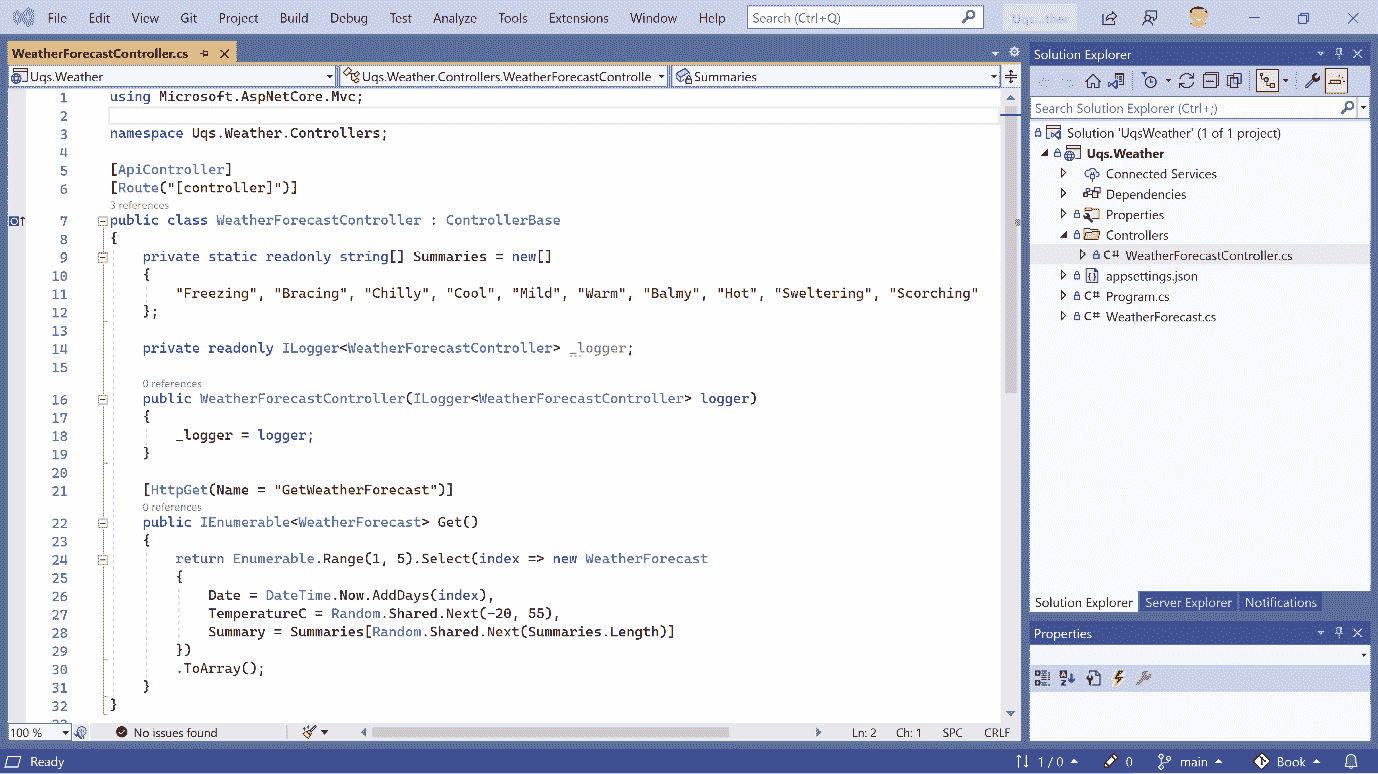 File Edit View Git Project Build Debug Test Analyze Tools Extensions Window Help Search (Ctrl+Q) Uqs...ther
WeatherForecastController.cs
Uqs.Weather Uqs.Weather.Controllers.WeatherForecastControlle Summaries
1 using Microsoft.AspNetCore.Mvc;
2
3 namespace Uqs.Weather.Controllers;
4
5 [ApiController]
6 [Route("[controller]")]
3 references
7 public class WeatherForecastController : ControllerBase
8 {
9 private static readonly string[] Summaries = new[]
10 {
11 "Freezing", "Bracing", "Chilly", "Cool", "Mild", "Warm", "Balmy", "Hot", "Sweltering", "Scorching"
12 };
13
14 private readonly ILogger<WeatherForecastController> _logger;
15
0 references
16 public WeatherForecastController(ILogger<WeatherForecastController> logger)
17 {
18 _logger = logger;
19 }
20
21 [HttpGet(Name = "GetWeatherForecast")]
0 references
22 public IEnumerable<WeatherForecast> Get()
23 {
24 return Enumerable.Range(1, 5).Select(index => new WeatherForecast
25 {
26 Date = DateTime.Now.AddDays(index),
27 TemperatureC = Random.Shared.Next(-20, 55),
28 Summary = Summaries[Random.Shared.Next(Summaries.Length)]
29 })
30 .ToArray();
31 }
32 }
100 % No issues found Ln: 2 Ch: 1 SPC CRLF
Solution Explorer
Search Solution Explorer (Ctrl+;)
Solution 'UqsWeather' (1 of 1 project)
Uqs.Weather
Connected Services
Dependencies
Properties
Controllers
C# WeatherForecastController.cs
appsettings.json
C# Program.cs
C# WeatherForecast.cs
Solution Explorer Server Explorer Notifications
Properties
Ready 1 / 0 0 main Book